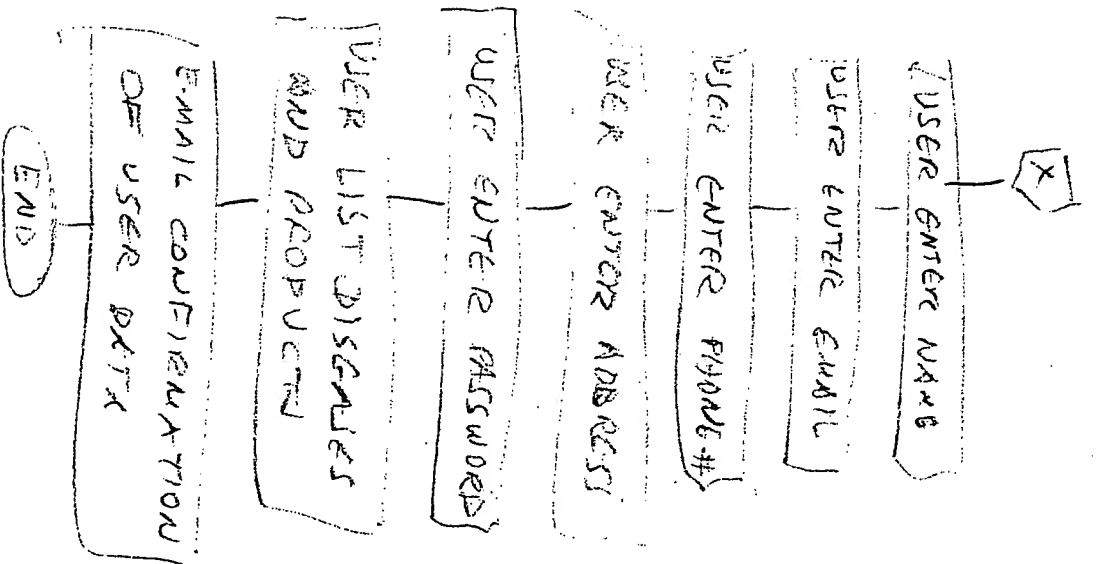 X
USER ENTER NAME
USER ENTER EMAIL
USER ENTER PHONE #
USER ENTER ADDRESS
USER ENTER PASSWORD
USER LIST DISEASES
AND PRODUCTS
E-MAIL CONFIRMATION
OF USER DATA
END